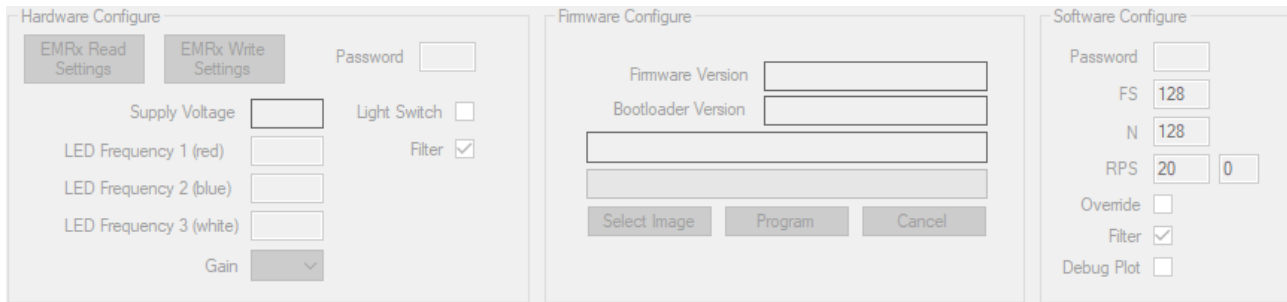 Hardware Configure
EMRx Read
Settings
EMRx Write
Settings
Password
Supply Voltage
Light Switch
LED Frequency 1 (red)
Filter
LED Frequency 2 (blue)
LED Frequency 3 (white)
Gain
Firmware Configure
Firmware Version
Bootloader Version
Select Image
Program
Cancel
Software Configure
Password
FS 128
N 128
RPS 20 0
Override
Filter
Debug Plot